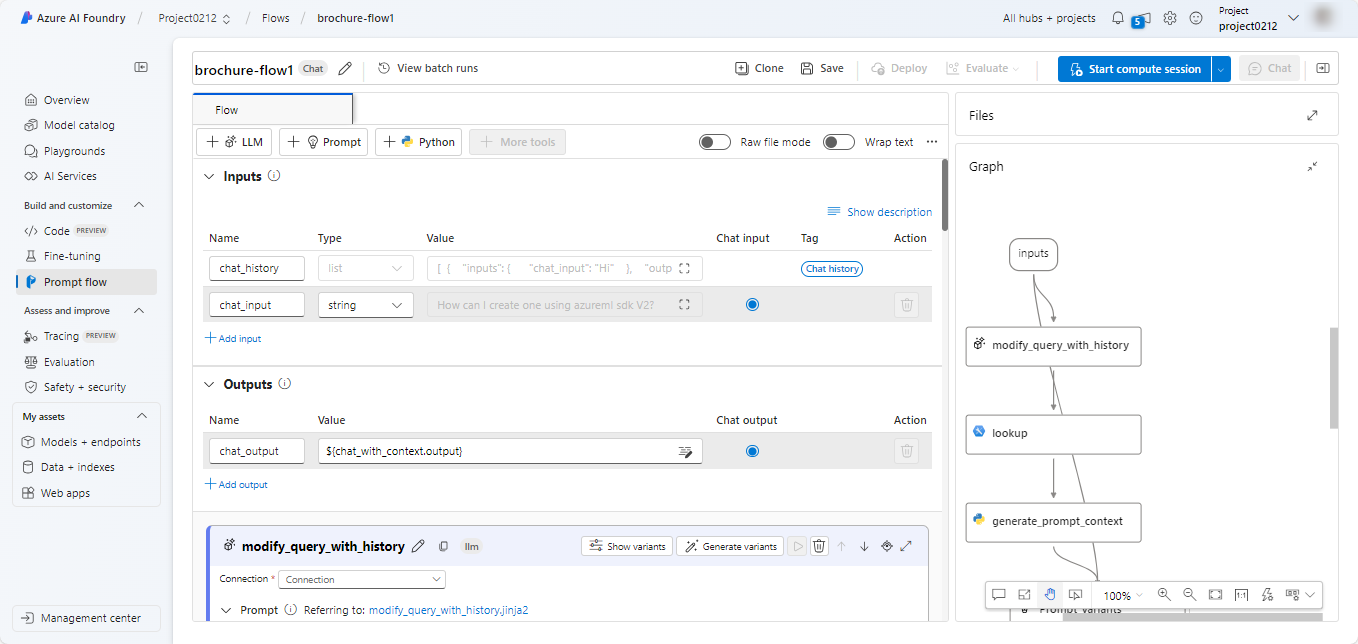 Azure AI Foundry / Project0212 / Flows / brochure-flow1
All hubs + projects
5
Project
project0212
Overview
Model catalog
Playgrounds
AI Services
Build and customize
Code PREVIEW
Fine-tuning
Prompt flow
Assess and improve
Tracing PREVIEW
Evaluation
Safety + security
My assets
Models + endpoints
Data + indexes
Web apps
Management center
brochure-flow1 Chat View batch runs Clone Save Deploy Evaluate Start compute session Chat
Flow
LLM Prompt Python More tools Raw file mode Wrap text
Inputs
Show description
Name Type Value Chat input Tag Action
chat_history list [ { "inputs": { "chat_input": "Hi" }, "outp Chat history
chat_input string How can I create one using azureml sdk V2?
Add input
Outputs
Name Value Chat output Action
chat_output ${chat_with_context.output}
Add output
modify_query_with_history llm Show variants Generate variants
Connection * Connection
Prompt Referring to: modify_query_with_history.jinja2
Files
Graph
inputs
modify_query_with_history
lookup
generate_prompt_context
100% 1:1
Prompt_variants